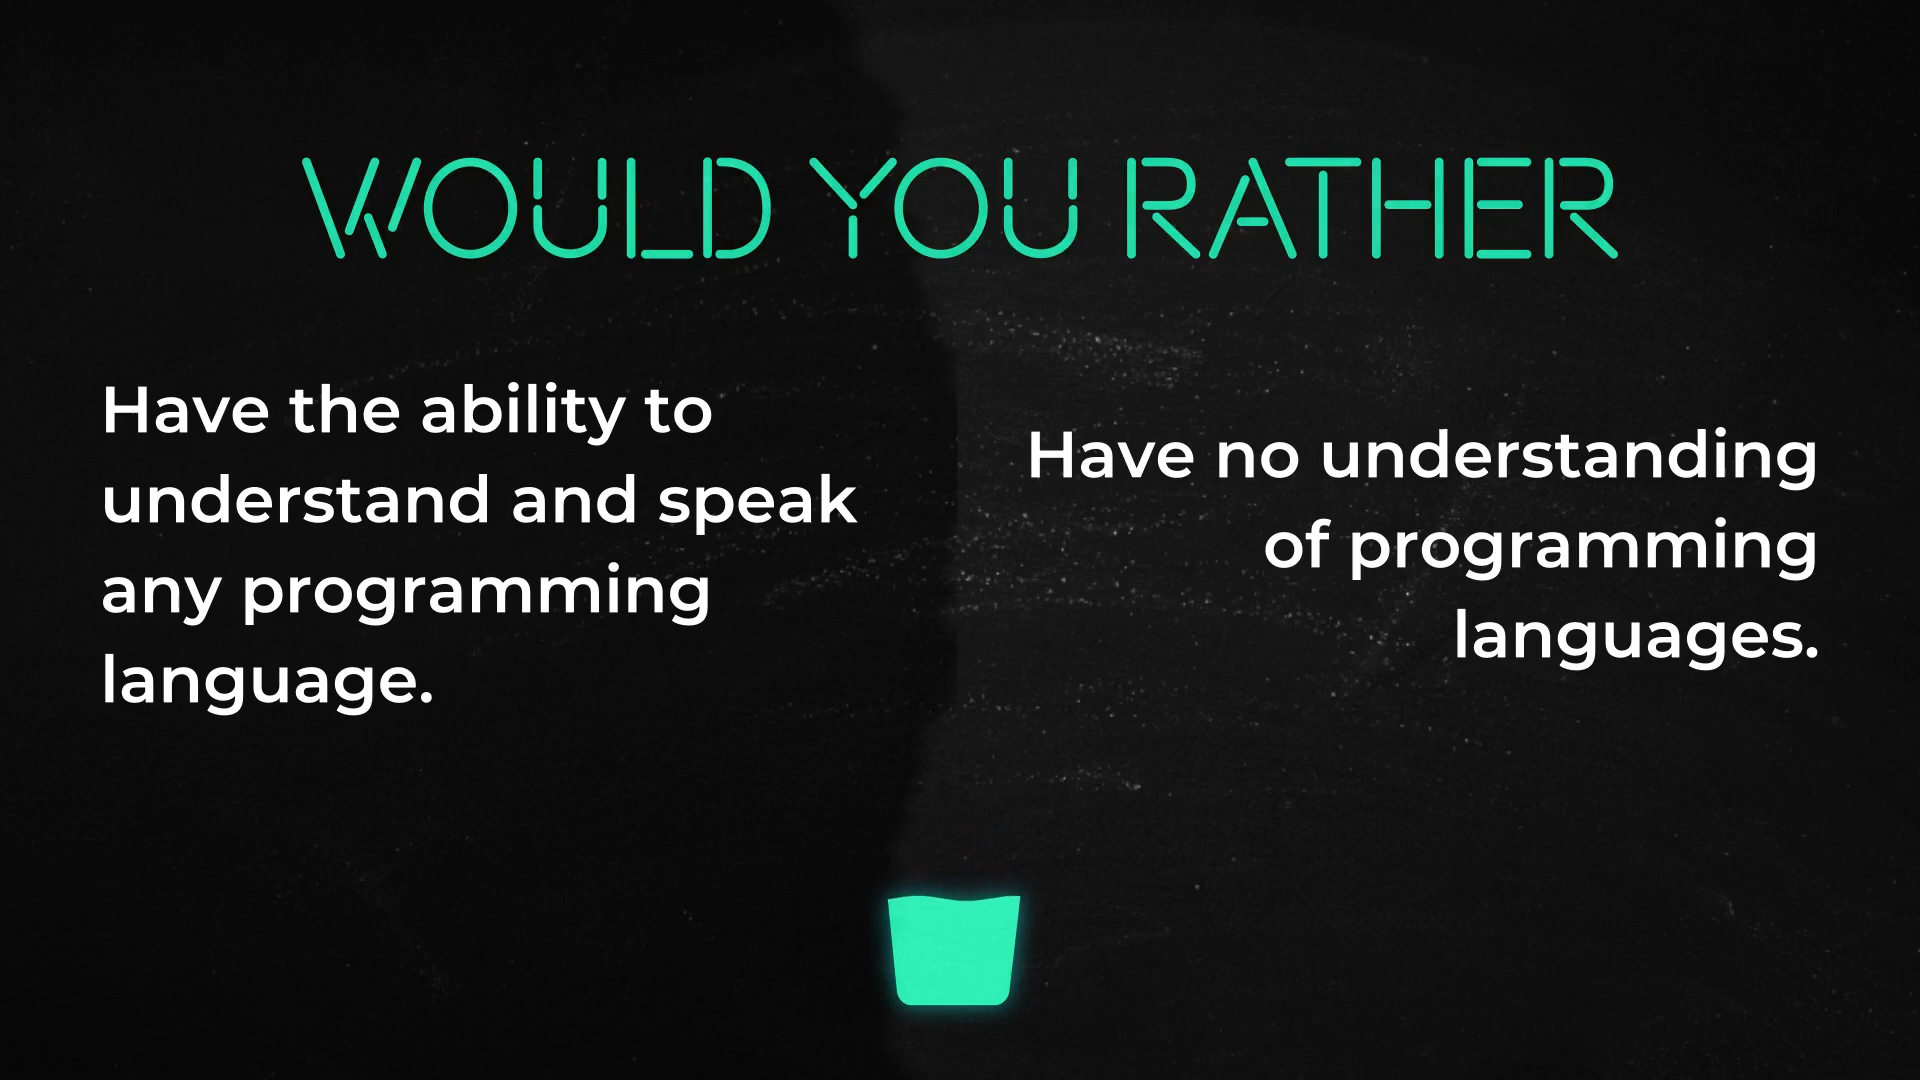 WOULD YOU RATHER
Have the ability to
understand and speak
any programming
language.
Have no understanding
of programming
languages.